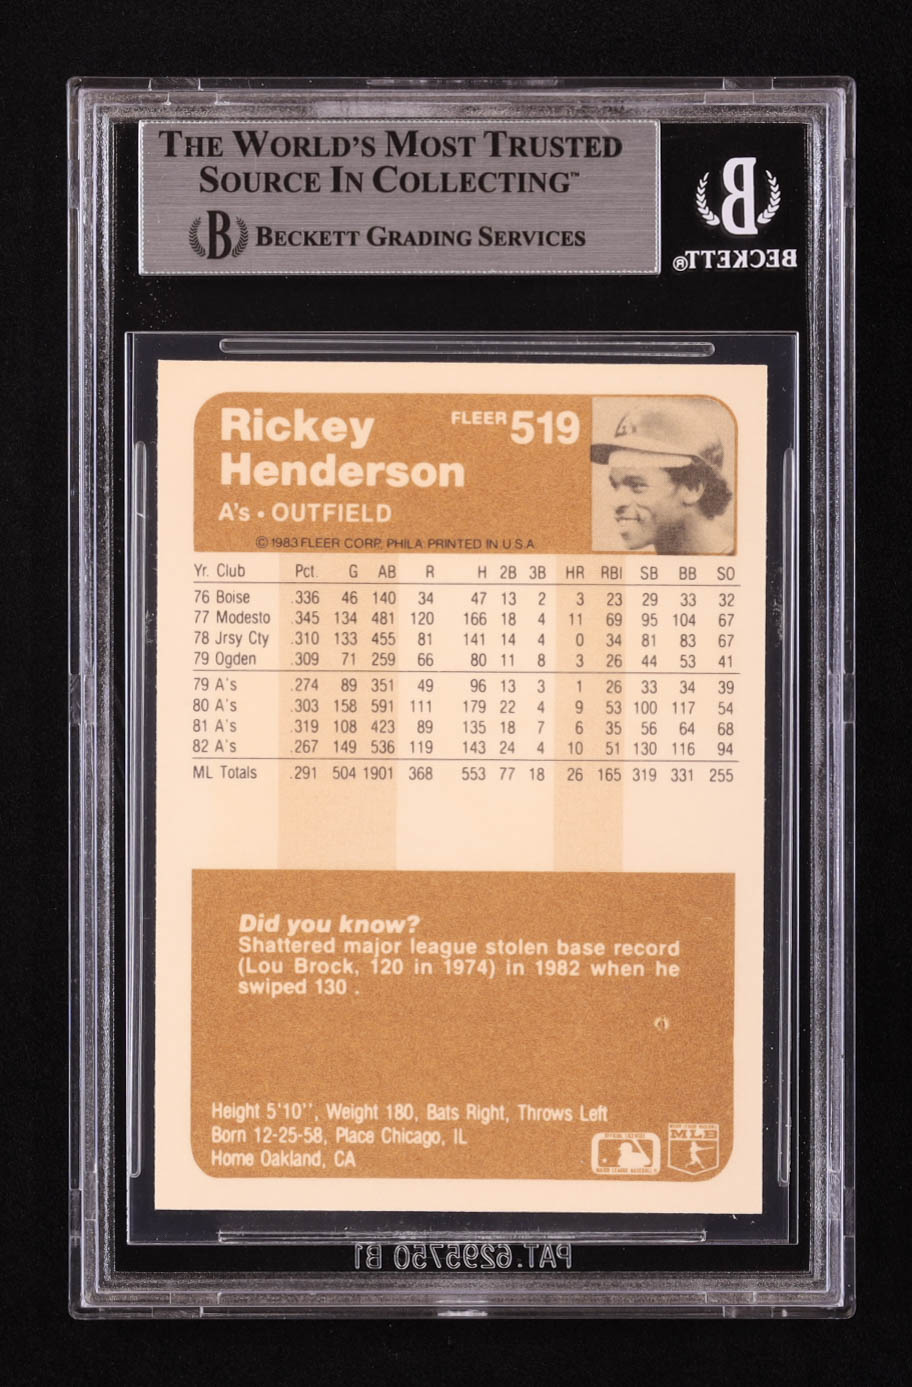 THE WORLD'S MOST TRUSTED
SOURCE IN COLLECTING™
B BECKETT GRADING SERVICES
B
BECKETT®
Rickey
Henderson
FLEER 519
A's • OUTFIELD
© 1983 FLEER CORP, PHILA. PRINTED IN U.S.A.
Yr. Club Pct. G AB R H 2B 3B HR RBI SB BB SO
76 Boise .336 46 140 34 47 13 2 3 23 29 33 32
77 Modesto .345 134 481 120 166 18 4 11 69 95 104 67
78 Jrsy Cty .310 133 455 81 141 14 4 0 34 81 83 67
79 Ogden .309 71 259 66 80 11 8 3 26 44 53 41
79 A's .274 89 351 49 96 13 3 1 26 33 34 39
80 A's .303 158 591 111 179 22 4 9 53 100 117 54
81 A's .319 108 423 89 135 18 7 6 35 56 64 68
82 A's .267 149 536 119 143 24 4 10 51 130 116 94
ML Totals .291 504 1901 368 553 77 18 26 165 319 331 255
Did you know?
Shattered major league stolen base record
(Lou Brock, 120 in 1974) in 1982 when he
swiped 130 .
Height 5'10'', Weight 180, Bats Right, Throws Left
Born 12-25-58, Place Chicago, IL
Home Oakland, CA
MLB
PAT.6295750 B1